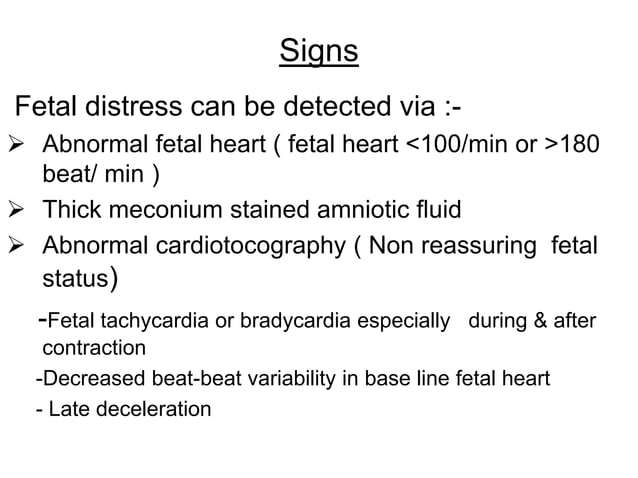 Signs
Fetal distress can be detected via :-
➢ Abnormal fetal heart ( fetal heart <100/min or >180
beat/ min )
➢ Thick meconium stained amniotic fluid
➢ Abnormal cardiotocography ( Non reassuring fetal
status)
-Fetal tachycardia or bradycardia especially during & after
contraction
-Decreased beat-beat variability in base line fetal heart
- Late deceleration